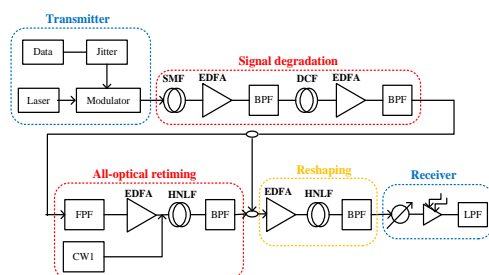 Transmitter
Data
Jitter
Laser
Modulator
Signal degradation
SMF
EDFA
BPF
DCF
EDFA
BPF
All-optical retiming
FPF
EDFA
HNLF
BPF
CW1
Reshaping
EDFA
HNLF
BPF
Receiver
LPF